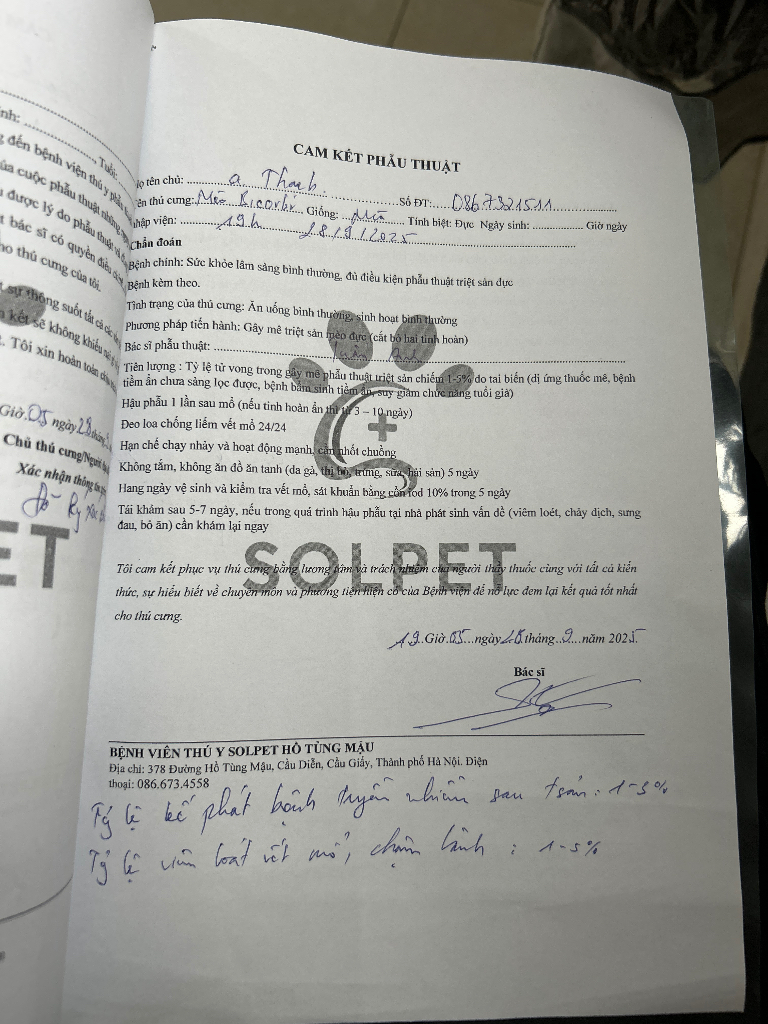 CAM KẾT PHẪU THUẬT
ọ tên chủ: a Thanh. Số ĐT: 0867321511
ên thú cưng: Mèo Giống: Mèo Tính biệt: Đực Ngày sinh: Giờ ngày
nhập viện: 19h 28/9/2025
Chẩn đoán
Bệnh chính: Sức khỏe lâm sàng bình thường, đủ điều kiện phẫu thuật triệt sản đực
Bệnh kèm theo.
Tình trạng của thú cưng: Ăn uống bình thường, sinh hoạt bình thường
Phương pháp tiến hành: Gây mê triệt sản mèo đực (cắt bỏ hai tinh hoàn)
Bác sĩ phẫu thuật:
Tiên lượng : Tỷ lệ tử vong trong gây mê phẫu thuật triệt sản chiếm 1-5% do tai biến (dị ứng thuốc mê, bệnh
tiềm ẩn chưa sàng lọc được, bệnh bẩm sinh tiềm ẩn, suy giảm chức năng tuổi già)
Hậu phẫu 1 lần sau mổ (nếu tinh hoàn ẩn thì từ 3 – 10 ngày)
Đeo loa chống liếm vết mổ 24/24
Hạn chế chạy nhảy và hoạt động mạnh, cần nhốt chuồng
Không tắm, không ăn đồ ăn tanh (da gà, thị bò, trứng, sữa, hải sản) 5 ngày
Hang ngày vệ sinh và kiểm tra vết mổ, sát khuẩn bằng cồn Iod 10% trong 5 ngày
Tái khám sau 5-7 ngày, nếu trong quá trình hậu phẫu tại nhà phát sinh vấn đề (viêm loét, chảy dịch, sưng
đau, bỏ ăn) cần khám lại ngay
SOLPET
Tôi cam kết phục vụ thú cưng bằng lương tâm và trách nhiệm của người thầy thuốc cùng với tất cả kiến
thức, sự hiểu biết về chuyên môn và phương tiện hiện có của Bệnh viện để nỗ lực đem lại kết quả tốt nhất
cho thú cưng.
19 Giờ 05 ngày 28 tháng 9 năm 2025
Bác sĩ
BỆNH VIỆN THÚ Y SOLPET HỒ TÙNG MẬU
Địa chỉ: 378 Đường Hồ Tùng Mậu, Cầu Diễn, Cầu Giấy, Thành phố Hà Nội. Điện
thoại: 086.673.4558
Tỷ lệ kế phát bệnh truyền nhiễm sau tsản: 1-3%
Tỷ lệ viêm loét vết mổ, chậm lành: 1-5%
ính: Tuổi:
g đến bệnh viện thú y phẫu
ủa cuộc phẫu thuật những
u được lý do phẫu thuật và
t bác sĩ có quyền điều
ho thú cưng của tôi.
t sự thông suốt tất cả các
kết sẽ không khiếu
. Tôi xin hoàn toàn
Giờ 05 ngày 28 tháng
Chủ thú cưng/Người
Xác nhận thông
ET